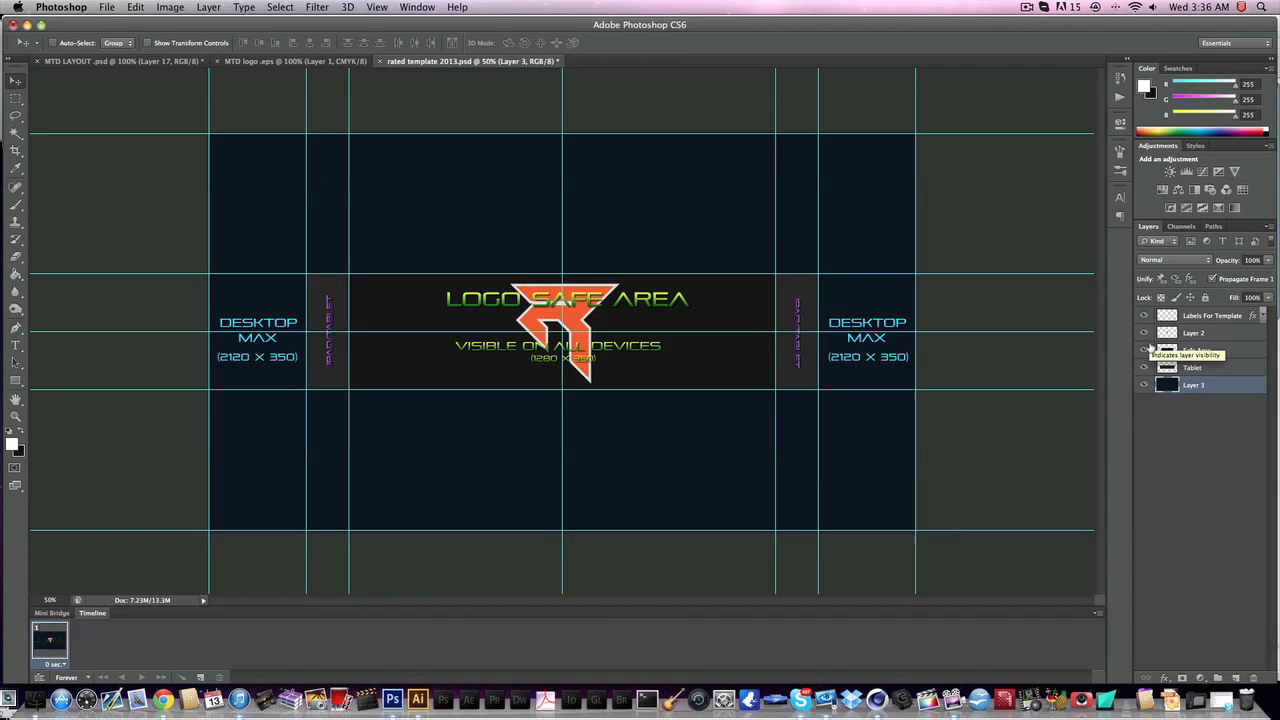 Photoshop File Edit Image Layer Type Select Filter 3D View Window Help
15 Wed 3:36 AM
Adobe Photoshop CS6
Auto-Select: Group Show Transform Controls 3D Mode: Essentials
MTD LAYOUT .psd @ 100% (Layer 17, RGB/8) * MTD logo .eps @ 100% (Layer 1, CMYK/8) rated template 2013.psd @ 50% (Layer 3, RGB/8) *
Color Swatches
R 255
G 255
B 255
Adjustments Styles
Add an adjustment
Layers Channels Paths
Kind
Normal Opacity: 100%
Unify: Propagate Frame 1
Lock: Fill: 100%
Labels For Template fx
Layer 2
Indicates layer visibility
Tablet
Layer 3
LOGO SAFE AREA
VISIBLE ON ALL DEVICES
(1280 X 350)
DESKTOP
MAX
(2120 X 350)
DESKTOP
MAX
(2120 X 350)
50% Doc: 7.23M/13.3M
Mini Bridge Timeline
1
0 sec.
Forever